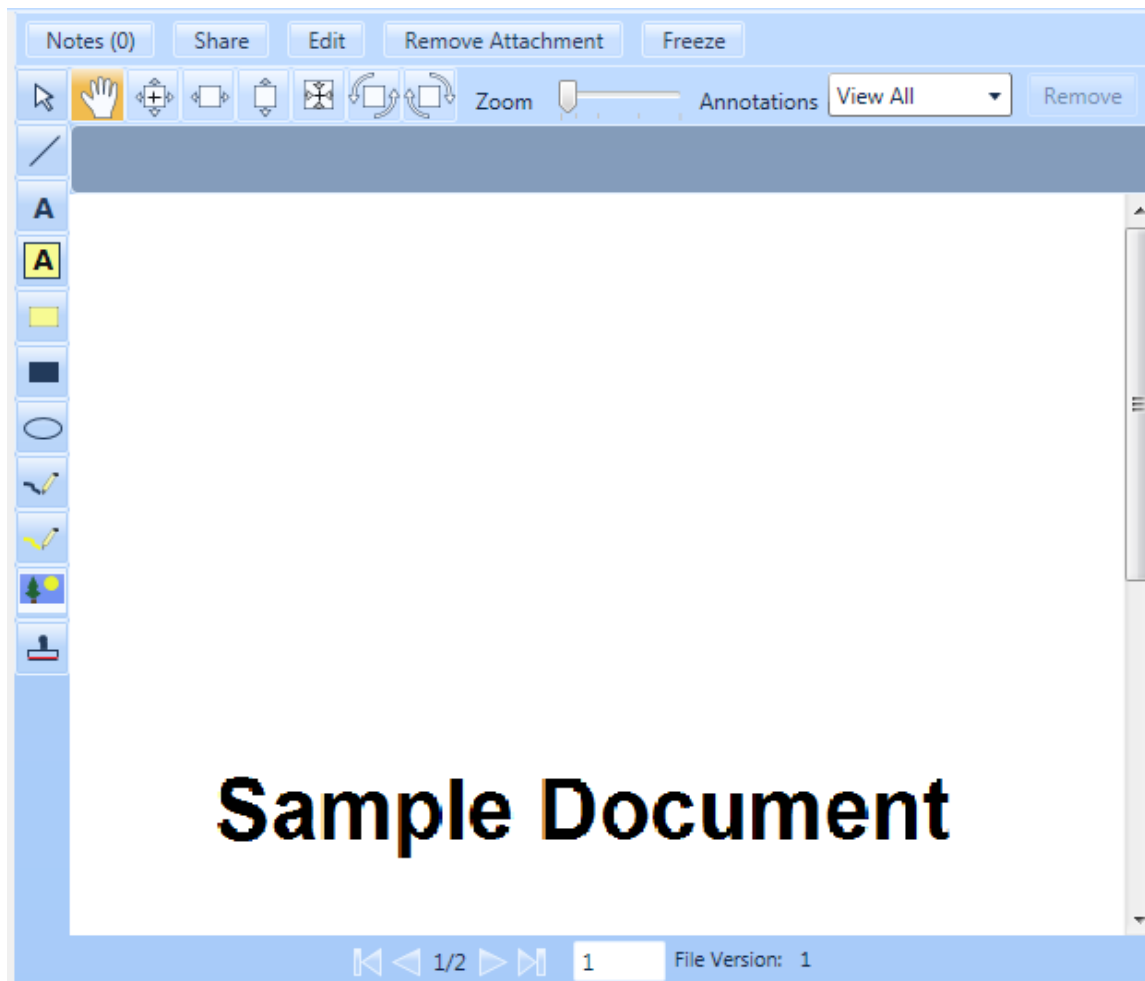 Notes (0) Share Edit Remove Attachment Freeze
Zoom Annotations View All Remove
A
A
Sample Document
1/2 1 File Version: 1